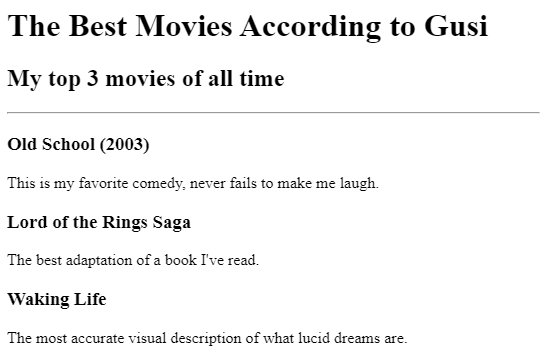 The Best Movies According to Gusi
My top 3 movies of all time
Old School (2003)
This is my favorite comedy, never fails to make me laugh.
Lord of the Rings Saga
The best adaptation of a book I've read.
Waking Life
The most accurate visual description of what lucid dreams are.